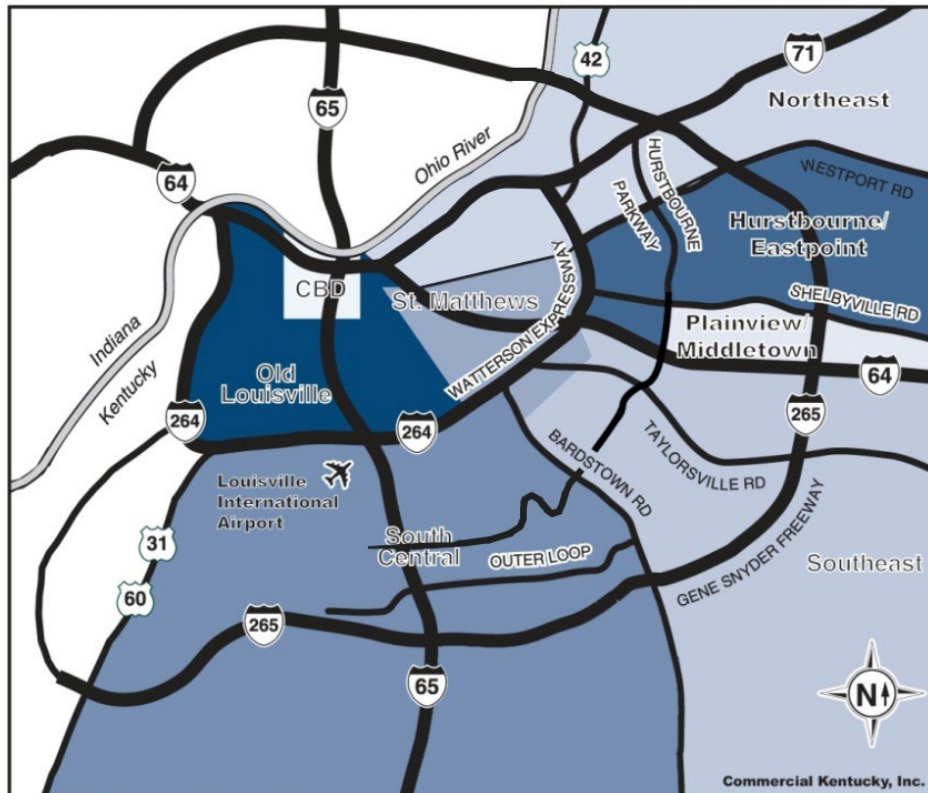 42
71
65
Northeast
Ohio River
HURSTBOURNE
PARKWAY
WESTPORT RD
64
Hurstbourne/
Eastpoint
WATTERSON EXPRESSWAY
CBD
St. Matthews
SHELBYVILLE RD
Indiana
Kentucky
Plainview/
Middletown
Old
Louisville
64
264
264
265
BARDSTOWN RD
TAYLORSVILLE RD
Louisville
International
Airport
31
South
Central
OUTER LOOP
GENE SNYDER FREEWAY
Southeast
60
265
65
N
Commercial Kentucky, Inc.